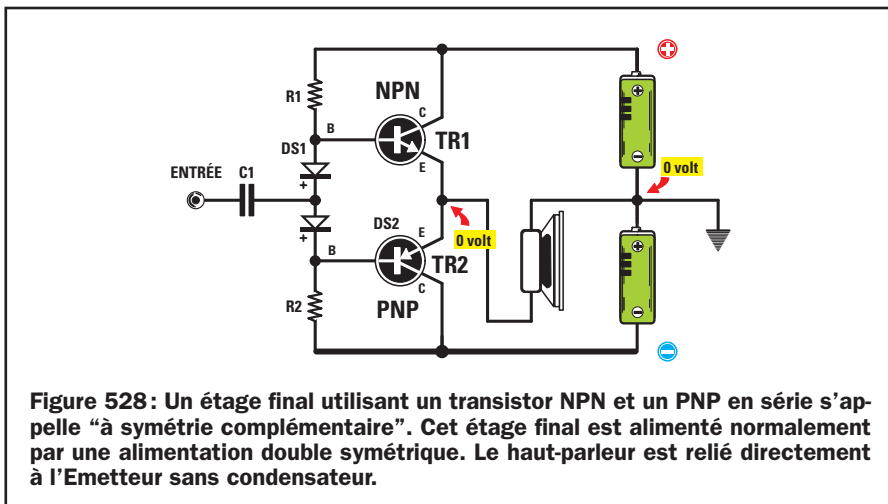 NPN
R1
C
B
TR1
DS1
E
ENTRÉE C1
+
0 volt
+
DS2
E
0 volt
B
TR2
C
R2
PNP
Figure 528: Un étage final utilisant un transistor NPN et un PNP en série s'ap-
pelle “à symétrie complémentaire”. Cet étage final est alimenté normalement
par une alimentation double symétrique. Le haut-parleur est relié directement
à l'Emetteur sans condensateur.